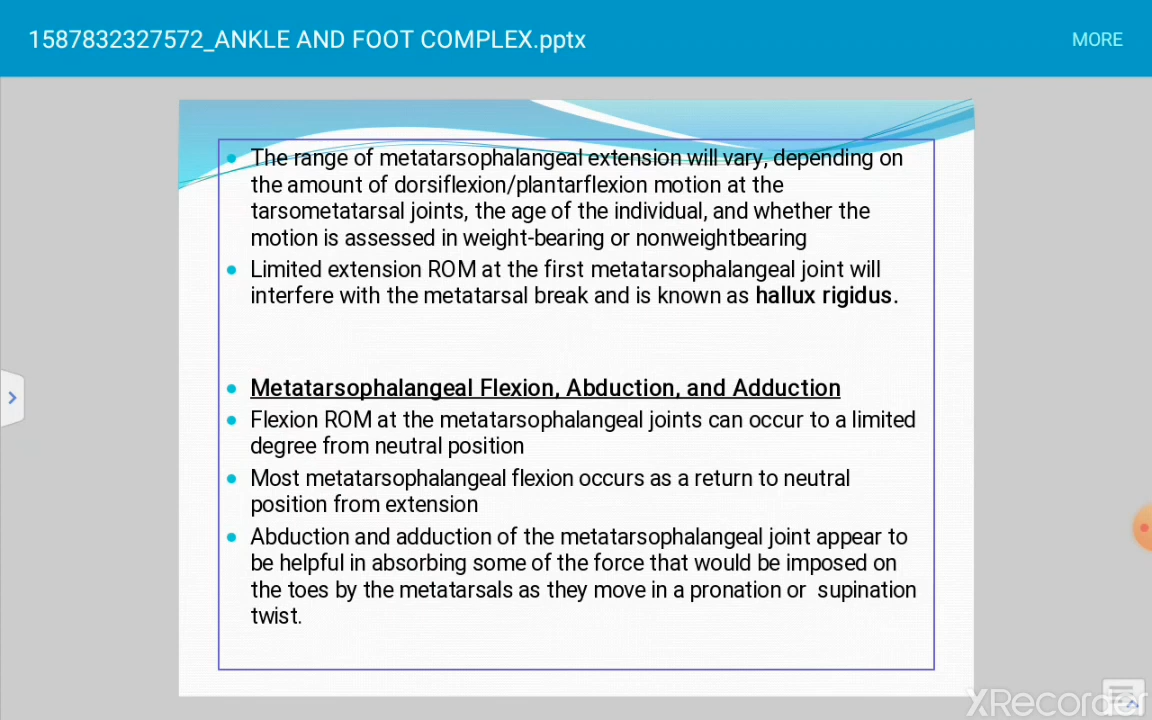 1587832327572_ANKLE AND FOOT COMPLEX.pptx
MORE
The range of metatarsophalangeal extension will vary, depending on
the amount of dorsiflexion/plantarflexion motion at the
tarsometatarsal joints, the age of the individual, and whether the
motion is assessed in weight-bearing or nonweightbearing
Limited extension ROM at the first metatarsophalangeal joint will
interfere with the metatarsal break and is known as hallux rigidus.
Metatarsophalangeal Flexion, Abduction, and Adduction
Flexion ROM at the metatarsophalangeal joints can occur to a limited
degree from neutral position
Most metatarsophalangeal flexion occurs as a return to neutral
position from extension
Abduction and adduction of the metatarsophalangeal joint appear to
be helpful in absorbing some of the force that would be imposed on
the toes by the metatarsals as they move in a pronation or supination
twist.
XRecorder